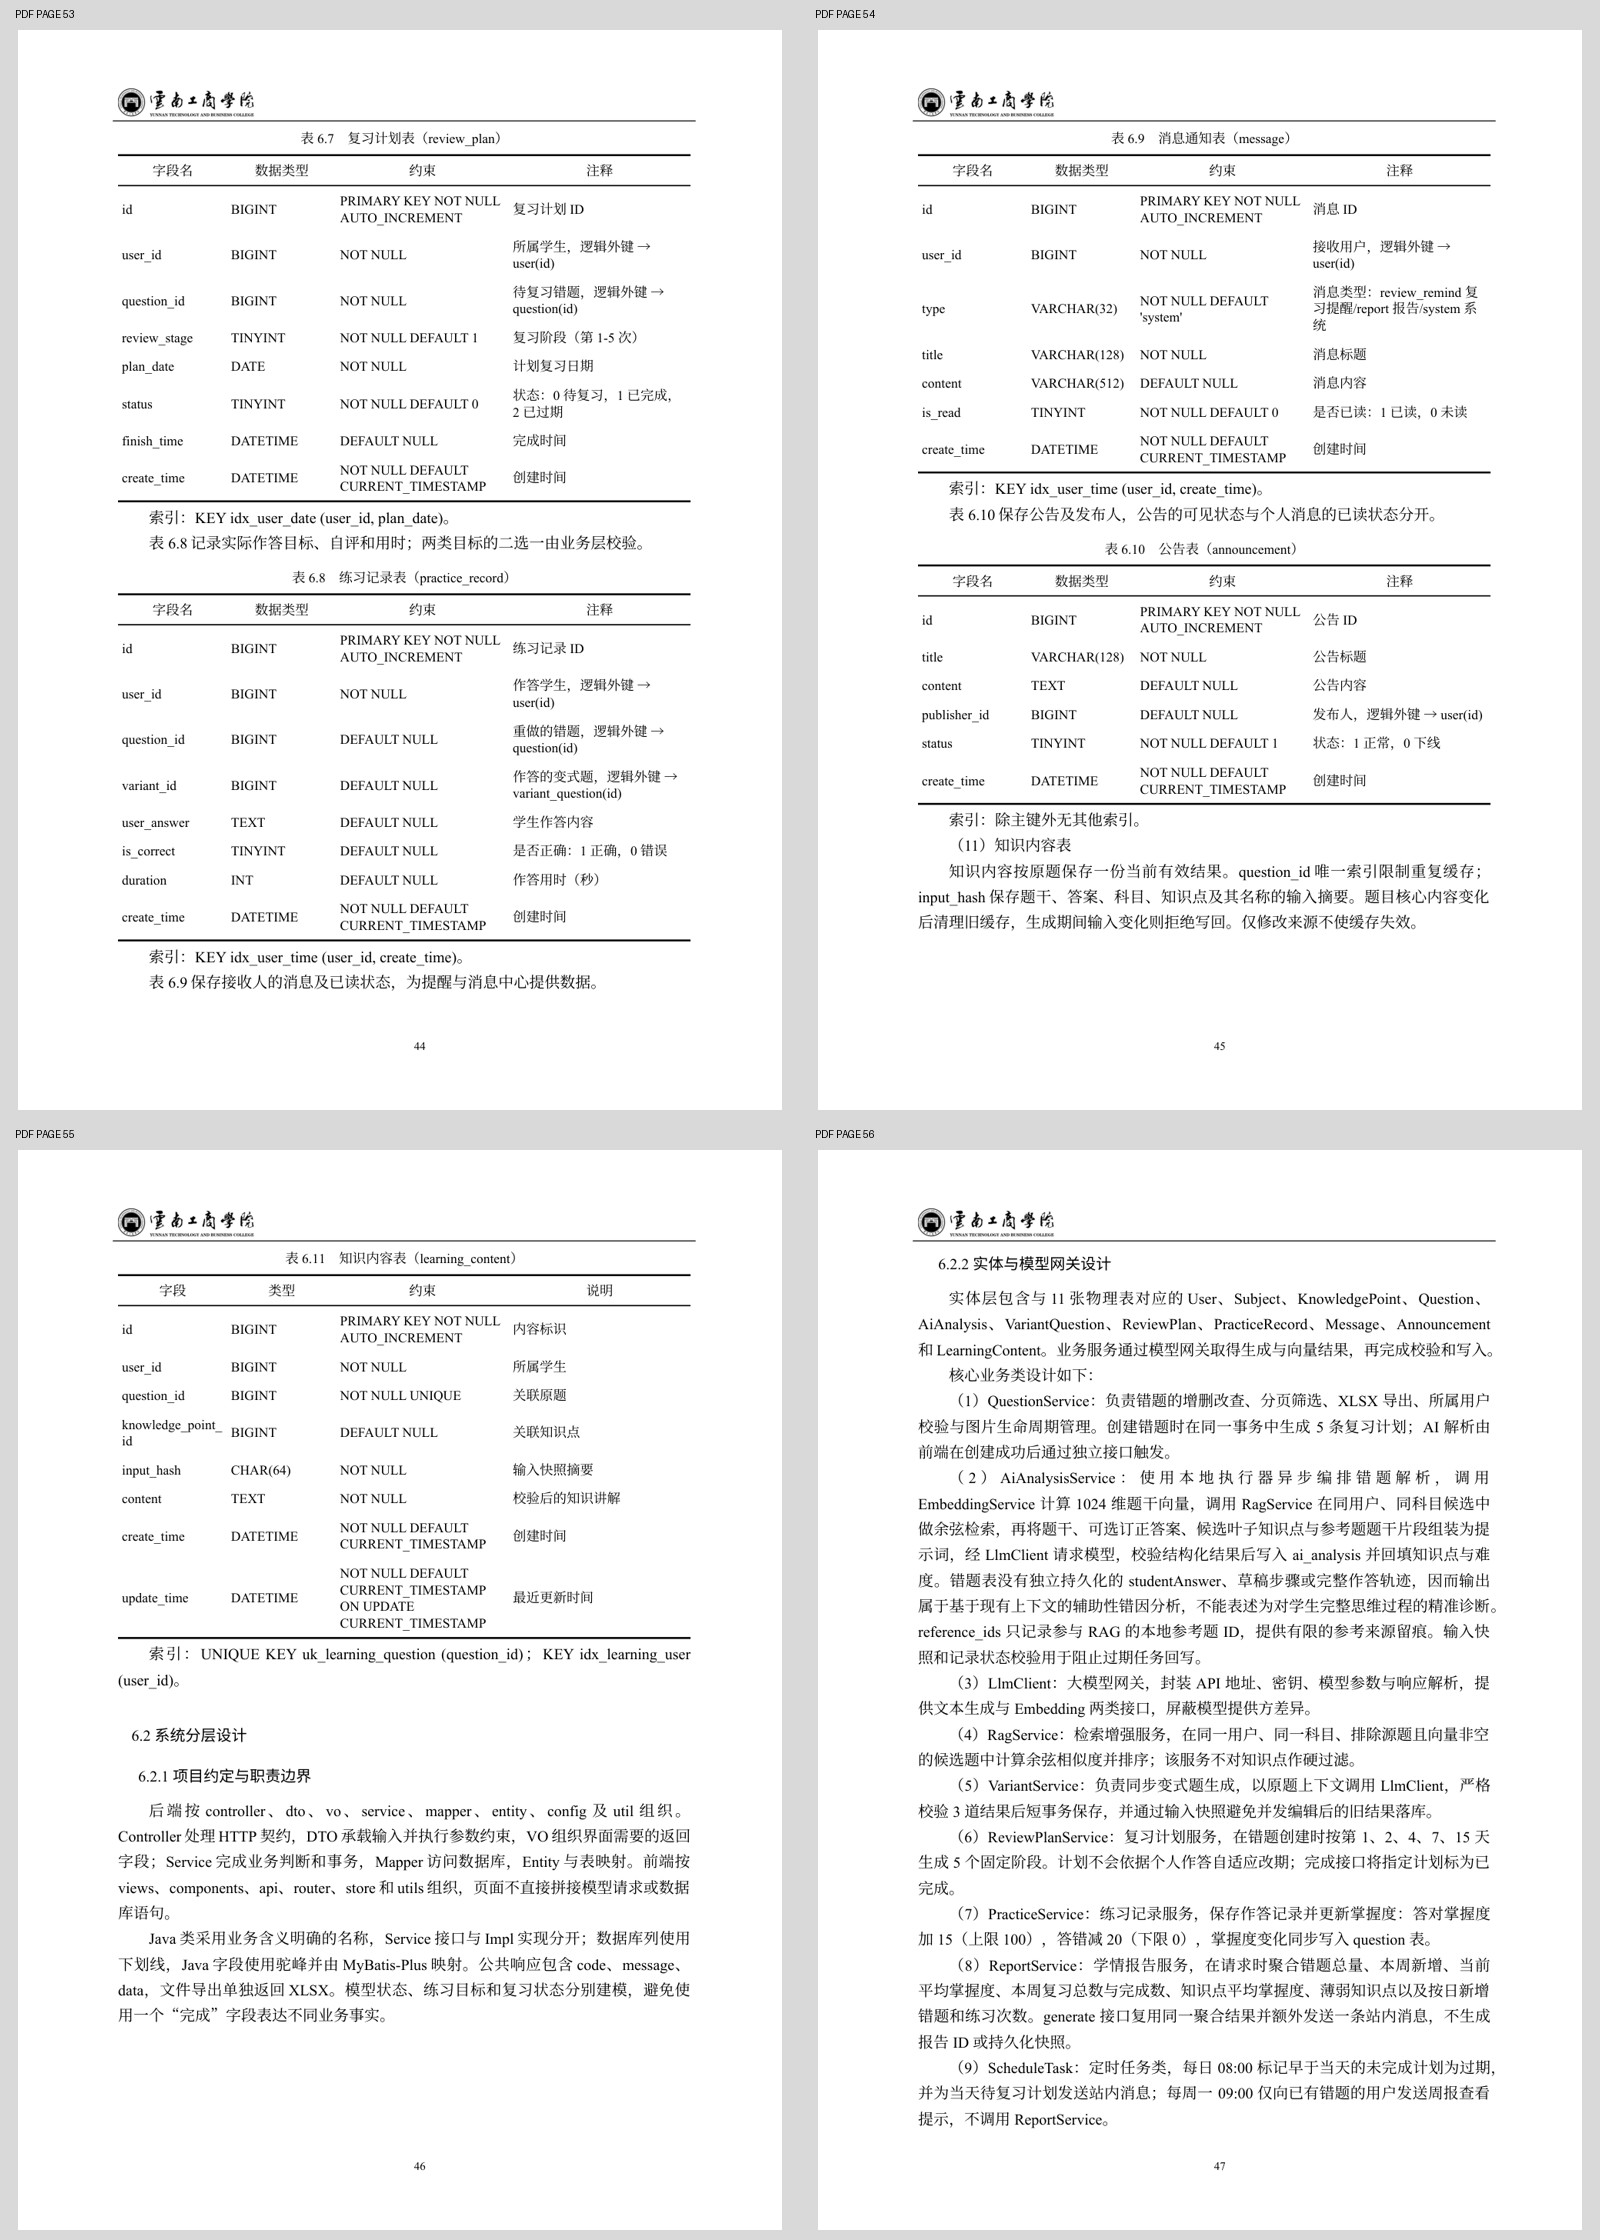 PDF PAGE 53
雲南工商學院
YUNNAN TECHNOLOGY AND BUSINESS COLLEGE
表 6.7 复习计划表（review_plan）
字段名 数据类型 约束 注释
id BIGINT PRIMARY KEY NOT NULL AUTO_INCREMENT 复习计划 ID
user_id BIGINT NOT NULL 所属学生，逻辑外键 → user(id)
question_id BIGINT NOT NULL 待复习错题，逻辑外键 → question(id)
review_stage TINYINT NOT NULL DEFAULT 1 复习阶段（第 1-5 次）
plan_date DATE NOT NULL 计划复习日期
status TINYINT NOT NULL DEFAULT 0 状态：0 待复习，1 已完成，2 已过期
finish_time DATETIME DEFAULT NULL 完成时间
create_time DATETIME NOT NULL DEFAULT CURRENT_TIMESTAMP 创建时间
索引：KEY idx_user_date (user_id, plan_date)。
表 6.8 记录实际作答目标、自评和用时；两类目标的二选一由业务层校验。
表 6.8 练习记录表（practice_record）
字段名 数据类型 约束 注释
id BIGINT PRIMARY KEY NOT NULL AUTO_INCREMENT 练习记录 ID
user_id BIGINT NOT NULL 作答学生，逻辑外键 → user(id)
question_id BIGINT DEFAULT NULL 重做的错题，逻辑外键 → question(id)
variant_id BIGINT DEFAULT NULL 作答的变式题，逻辑外键 → variant_question(id)
user_answer TEXT DEFAULT NULL 学生作答内容
is_correct TINYINT DEFAULT NULL 是否正确：1 正确，0 错误
duration INT DEFAULT NULL 作答用时（秒）
create_time DATETIME NOT NULL DEFAULT CURRENT_TIMESTAMP 创建时间
索引：KEY idx_user_time (user_id, create_time)。
表 6.9 保存接收人的消息及已读状态，为提醒与消息中心提供数据。
44
PDF PAGE 54
雲南工商學院
YUNNAN TECHNOLOGY AND BUSINESS COLLEGE
表 6.9 消息通知表（message）
字段名 数据类型 约束 注释
id BIGINT PRIMARY KEY NOT NULL AUTO_INCREMENT 消息 ID
user_id BIGINT NOT NULL 接收用户，逻辑外键 → user(id)
type VARCHAR(32) NOT NULL DEFAULT 'system' 消息类型：review_remind 复习提醒/report 报告/system 系统
title VARCHAR(128) NOT NULL 消息标题
content VARCHAR(512) DEFAULT NULL 消息内容
is_read TINYINT NOT NULL DEFAULT 0 是否已读：1 已读，0 未读
create_time DATETIME NOT NULL DEFAULT CURRENT_TIMESTAMP 创建时间
索引：KEY idx_user_time (user_id, create_time)。
表 6.10 保存公告及发布人，公告的可见状态与个人消息的已读状态分开。
表 6.10 公告表（announcement）
字段名 数据类型 约束 注释
id BIGINT PRIMARY KEY NOT NULL AUTO_INCREMENT 公告 ID
title VARCHAR(128) NOT NULL 公告标题
content TEXT DEFAULT NULL 公告内容
publisher_id BIGINT DEFAULT NULL 发布人，逻辑外键 → user(id)
status TINYINT NOT NULL DEFAULT 1 状态：1 正常，0 下线
create_time DATETIME NOT NULL DEFAULT CURRENT_TIMESTAMP 创建时间
索引：除主键外无其他索引。
（11）知识内容表
知识内容按原题保存一份当前有效结果。question_id 唯一索引限制重复缓存；
input_hash 保存题干、答案、科目、知识点及其名称的输入摘要。题目核心内容变化
后清理旧缓存，生成期间输入变化则拒绝写回。仅修改来源不使缓存失效。
45
PDF PAGE 55
雲南工商學院
YUNNAN TECHNOLOGY AND BUSINESS COLLEGE
表 6.11 知识内容表（learning_content）
字段 类型 约束 说明
id BIGINT PRIMARY KEY NOT NULL AUTO_INCREMENT 内容标识
user_id BIGINT NOT NULL 所属学生
question_id BIGINT NOT NULL UNIQUE 关联原题
knowledge_point_id BIGINT DEFAULT NULL 关联知识点
input_hash CHAR(64) NOT NULL 输入快照摘要
content TEXT NOT NULL 校验后的知识讲解
create_time DATETIME NOT NULL DEFAULT CURRENT_TIMESTAMP 创建时间
update_time DATETIME NOT NULL DEFAULT CURRENT_TIMESTAMP ON UPDATE CURRENT_TIMESTAMP 最近更新时间
索引：UNIQUE KEY uk_learning_question (question_id)；KEY idx_learning_user
(user_id)。
6.2 系统分层设计
6.2.1 项目约定与职责边界
后端按 controller、dto、vo、service、mapper、entity、config 及 util 组织。
Controller 处理 HTTP 契约，DTO 承载输入并执行参数约束，VO 组织界面需要的返回
字段；Service 完成业务判断和事务，Mapper 访问数据库，Entity 与表映射。前端按
views、components、api、router、store 和 utils 组织，页面不直接拼接模型请求或数据
库语句。
Java 类采用业务含义明确的名称，Service 接口与 Impl 实现分开；数据库列使用
下划线，Java 字段使用驼峰并由 MyBatis-Plus 映射。公共响应包含 code、message、
data，文件导出单独返回 XLSX。模型状态、练习目标和复习状态分别建模，避免使
用一个“完成”字段表达不同业务事实。
46
PDF PAGE 56
雲南工商學院
YUNNAN TECHNOLOGY AND BUSINESS COLLEGE
6.2.2 实体与模型网关设计
实体层包含与 11 张物理表对应的 User、Subject、KnowledgePoint、Question、
AiAnalysis、VariantQuestion、ReviewPlan、PracticeRecord、Message、Announcement
和 LearningContent。业务服务通过模型网关取得生成与向量结果，再完成校验和写入。
核心业务类设计如下：
（1）QuestionService：负责错题的增删改查、分页筛选、XLSX 导出、所属用户
校验与图片生命周期管理。创建错题时在同一事务中生成 5 条复习计划；AI 解析由
前端在创建成功后通过独立接口触发。
（2）AiAnalysisService：使用本地执行器异步编排错题解析，调用
EmbeddingService 计算 1024 维题干向量，调用 RagService 在同用户、同科目候选中
做余弦检索，再将题干、可选订正答案、候选叶子知识点与参考题题干片段组装为提
示词，经 LlmClient 请求模型，校验结构化结果后写入 ai_analysis 并回填知识点与难
度。错题表没有独立持久化的 studentAnswer、草稿步骤或完整作答轨迹，因而输出
属于基于现有上下文的辅助性错因分析，不能表述为对学生完整思维过程的精准诊断。
reference_ids 只记录参与 RAG 的本地参考题 ID，提供有限的参考来源留痕。输入快
照和记录状态校验用于阻止过期任务回写。
（3）LlmClient：大模型网关，封装 API 地址、密钥、模型参数与响应解析，提
供文本生成与 Embedding 两类接口，屏蔽模型提供方差异。
（4）RagService：检索增强服务，在同一用户、同一科目、排除源题且向量非空
的候选题中计算余弦相似度并排序；该服务不对知识点作硬过滤。
（5）VariantService：负责同步变式题生成，以原题上下文调用 LlmClient，严格
校验 3 道结果后短事务保存，并通过输入快照避免并发编辑后的旧结果落库。
（6）ReviewPlanService：复习计划服务，在错题创建时按第 1、2、4、7、15 天
生成 5 个固定阶段。计划不会依据个人作答自适应改期；完成接口将指定计划标为已
完成。
（7）PracticeService：练习记录服务，保存作答记录并更新掌握度：答对掌握度
加 15（上限 100），答错减 20（下限 0），掌握度变化同步写入 question 表。
（8）ReportService：学情报告服务，在请求时聚合错题总量、本周新增、当前
平均掌握度、本周复习总数与完成数、知识点平均掌握度、薄弱知识点以及按日新增
错题和练习次数。generate 接口复用同一聚合结果并额外发送一条站内消息，不生成
报告 ID 或持久化快照。
（9）ScheduleTask：定时任务类，每日 08:00 标记早于当天的未完成计划为过期，
并为当天待复习计划发送站内消息；每周一 09:00 仅向已有错题的用户发送周报查看
提示，不调用 ReportService。
47